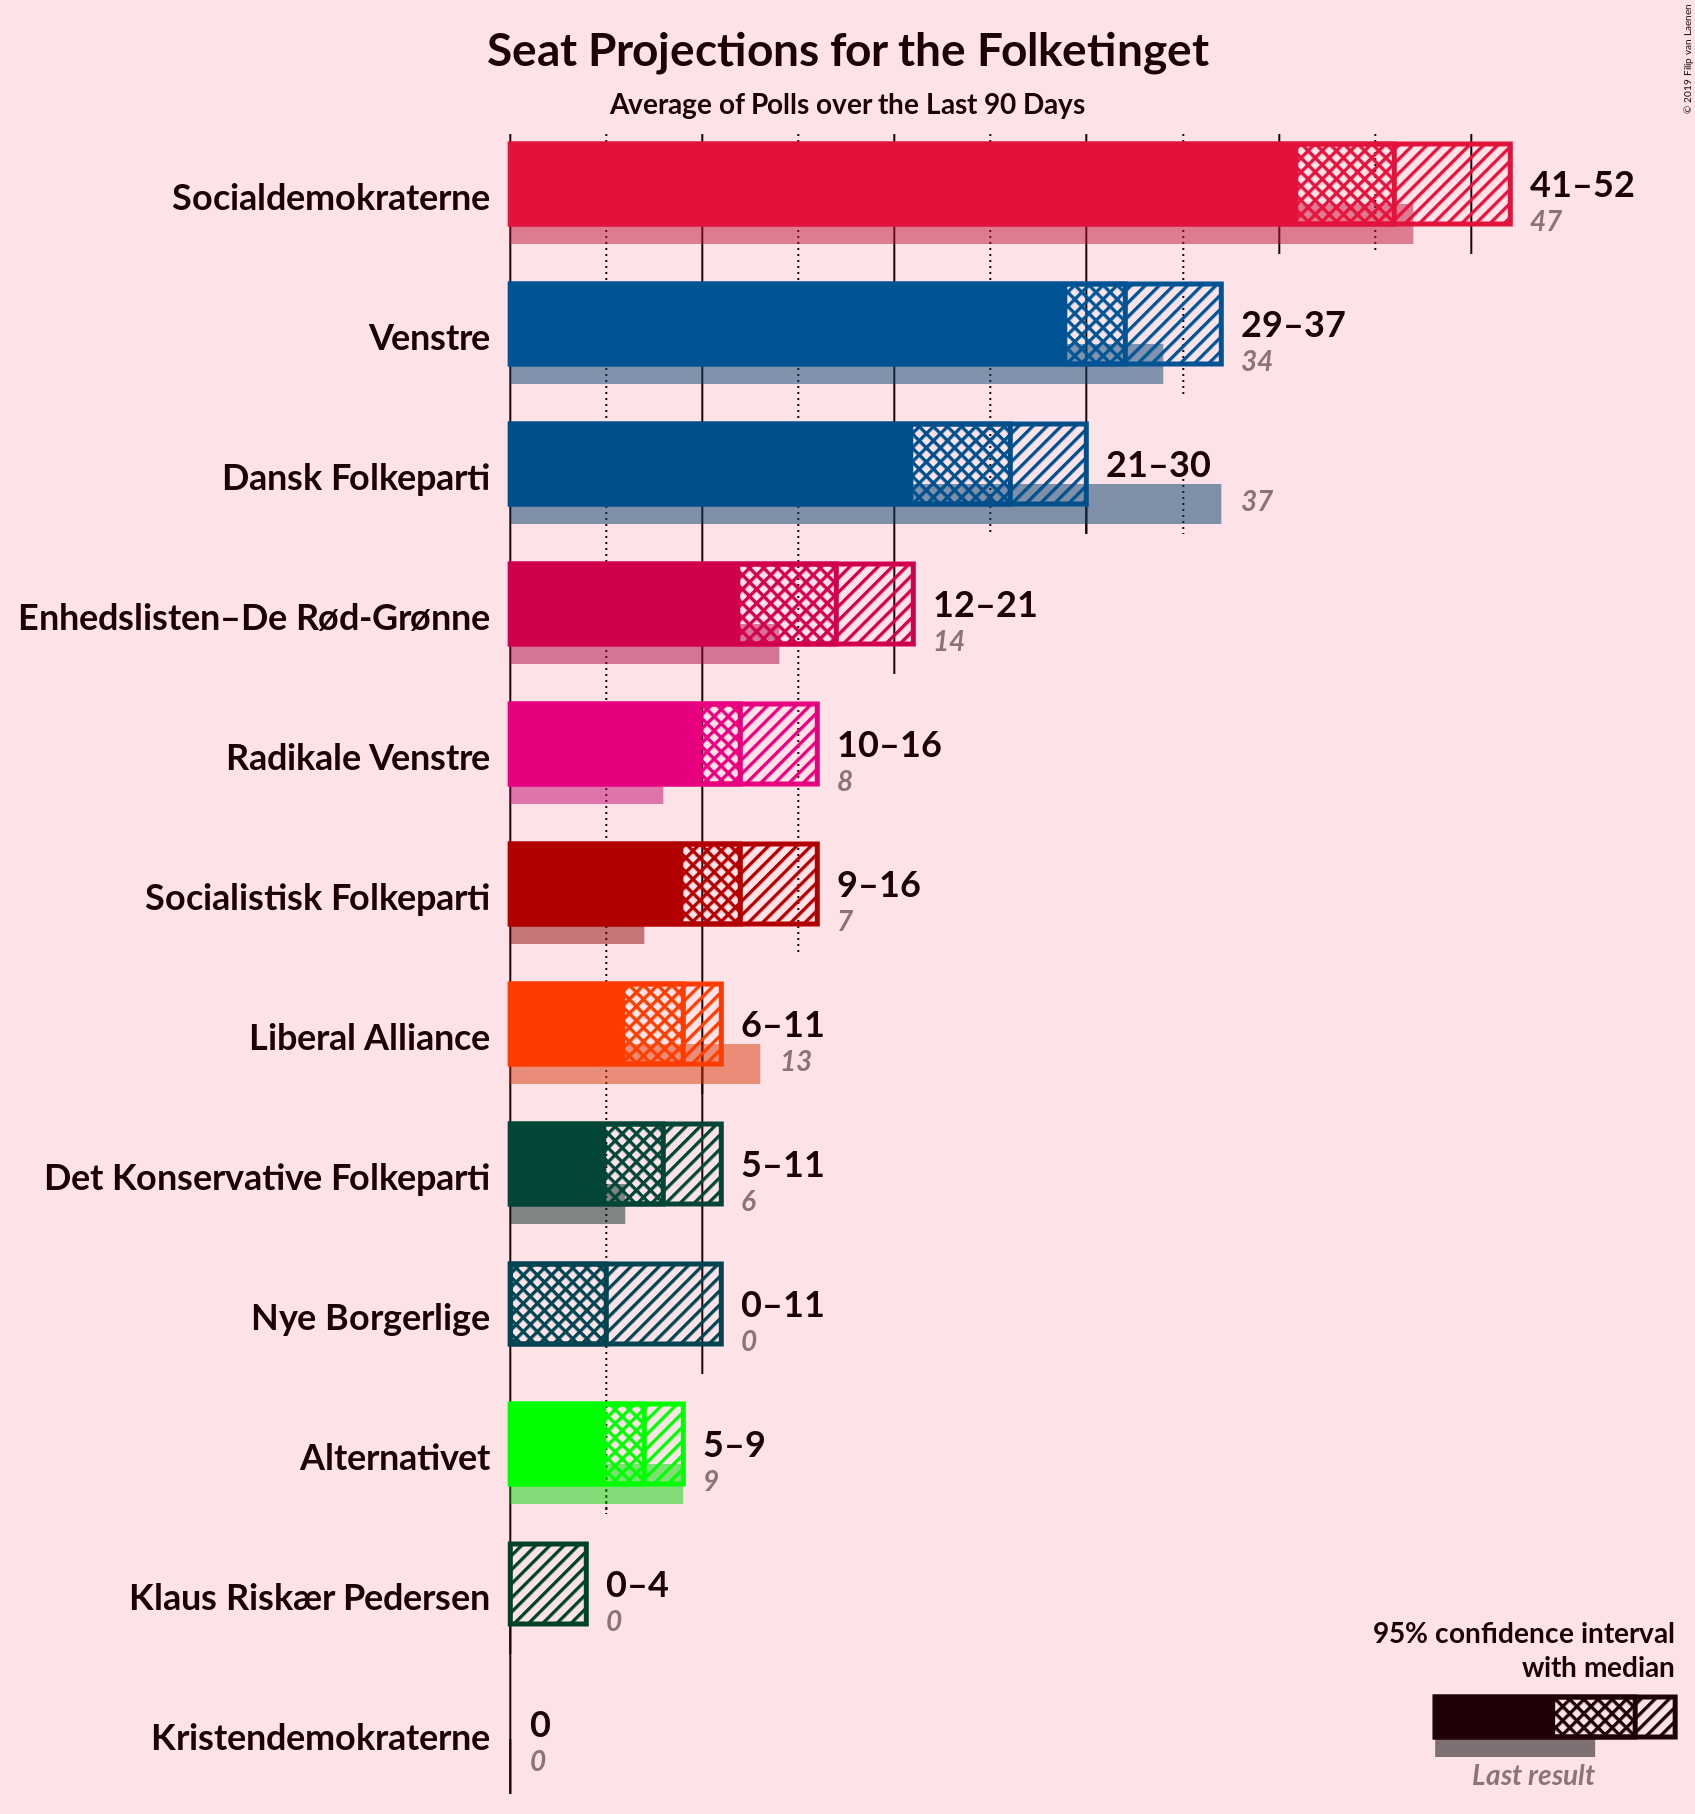 Seat Projections for the Folketinget
Average of Polls over the Last 90 Days
© 2019 Filip van Laenen
Socialdemokraterne
41–52
47
Venstre
29–37
34
Dansk Folkeparti
21–30
37
Enhedslisten–De Rød-Grønne
12–21
14
Radikale Venstre
10–16
8
Socialistisk Folkeparti
9–16
7
Liberal Alliance
6–11
13
Det Konservative Folkeparti
5–11
6
Nye Borgerlige
0–11
0
Alternativet
5–9
9
Klaus Riskær Pedersen
0–4
0
Kristendemokraterne
0
0
95% confidence interval
with median
Last result